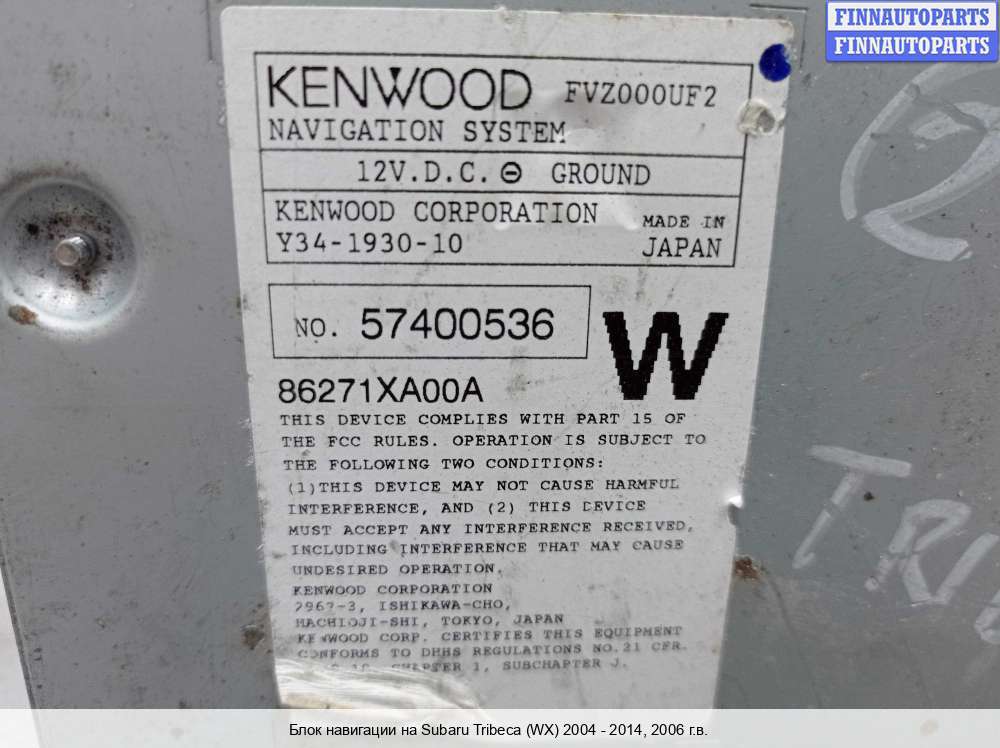 FINNAUTOPARTS
FINNAUTOPARTS
KENWOOD FVZ000UF2
NAVIGATION SYSTEM
12V.D.C. ⊖ GROUND
KENWOOD CORPORATION MADE IN
Y34-1930-10 JAPAN
NO. 57400536
W
86271XA00A
THIS DEVICE COMPLIES WITH PART 15 OF
THE FCC RULES. OPERATION IS SUBJECT TO
THE FOLLOWING TWO CONDITIONS:
(1)THIS DEVICE MAY NOT CAUSE HARMFUL
INTERFERENCE, AND (2) THIS DEVICE
MUST ACCEPT ANY INTERFERENCE RECEIVED,
INCLUDING INTERFERENCE THAT MAY CAUSE
UNDESIRED OPERATION.
KENWOOD CORPORATION
2967-3, ISHIKAWA-CHO,
HACHIOJI-SHI, TOKYO, JAPAN
KENWOOD CORP. CERTIFIES THIS EQUIPMENT
CONFORMS TO DHHS REGULATIONS NO.21 CFR.
CHAPTER 1, SUBCHAPTER J.
2
Блок навигации на Subaru Tribeca (WX) 2004 - 2014, 2006 г.в.